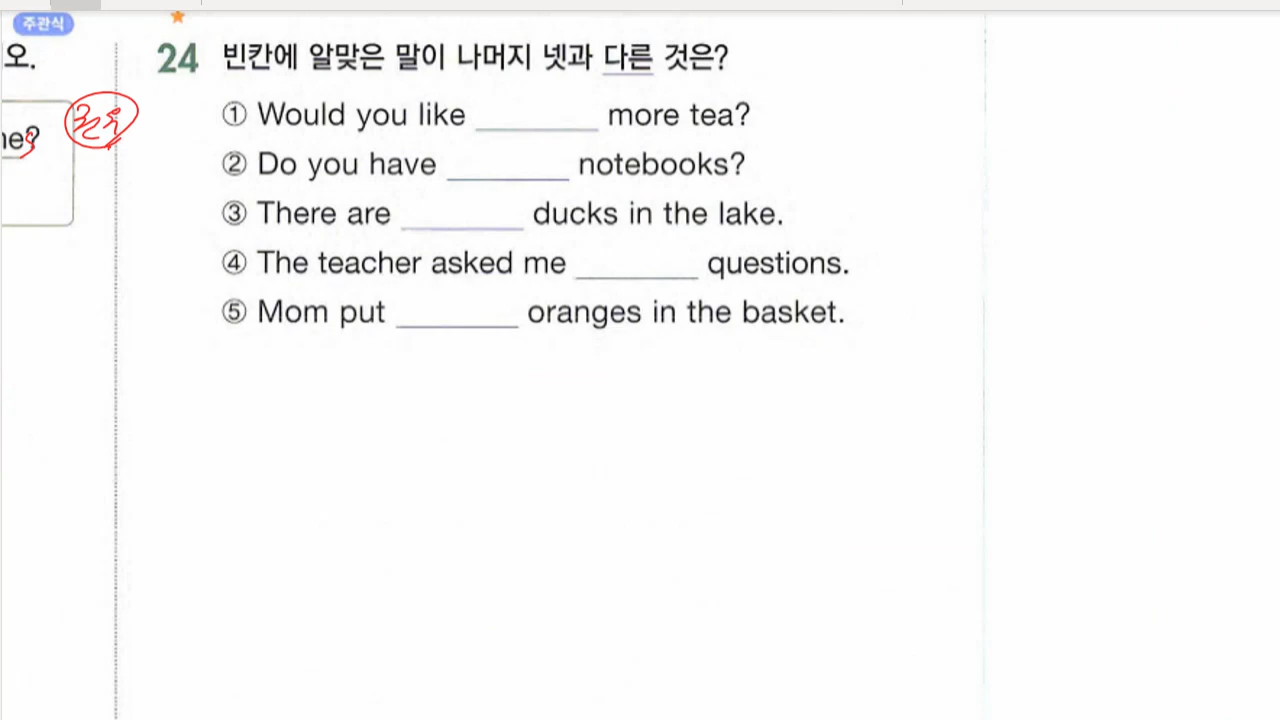 주관식
오.
24 빈칸에 알맞은 말이 나머지 넷과 다른 것은?
① Would you like ________ more tea?
② Do you have ________ notebooks?
③ There are ________ ducks in the lake.
④ The teacher asked me ________ questions.
⑤ Mom put ________ oranges in the basket.